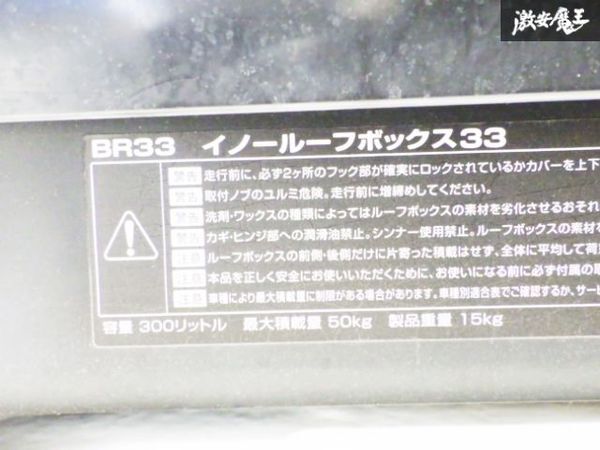 激安魔王
BR33 イノールーフボックス33
警告 走行前に、必ず2ヶ所のフック部が確実にロックされているかカバーを上下
警告 取付ノブのユルミ危険。走行前に増締めしてください。
警告 洗剤・ワックスの種類によってはルーフボックスの素材を劣化させるおそれ
警告 カギ・ヒンジ部への潤滑油禁止。シンナー使用禁止。ルーフボックスの素材
注意 ルーフボックスの前側・後側だけに片寄った積載はせず、全体に平均して荷
注意 本品を正しく安全にお使いいただくために、お使いになる前に必ず付属の取
注意 車種により最大積載量に制限がある場合があります。車種別適合表でご確認するか、サービ
容量 300リットル 最大積載量 50kg 製品重量 15kg